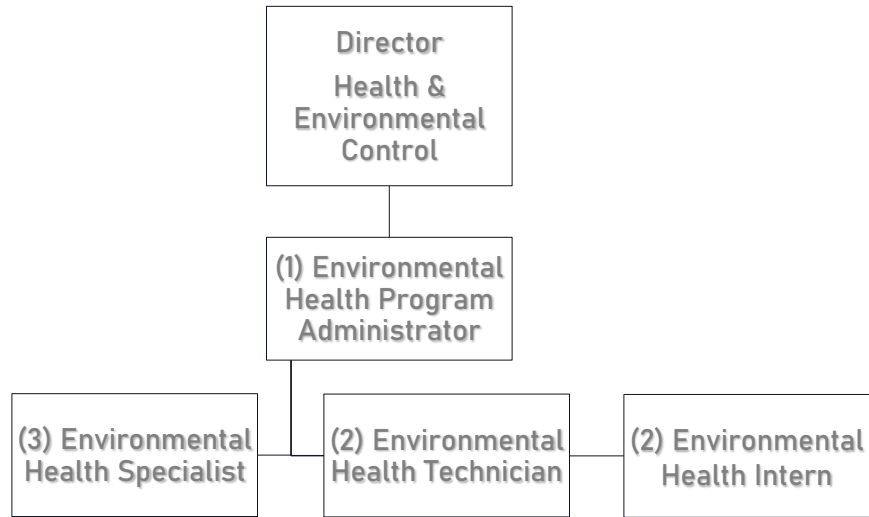 Director
Health &
Environmental
Control
(1) Environmental
Health Program
Administrator
(3) Environmental
Health Specialist
(2) Environmental
Health Technician
(2) Environmental
Health Intern